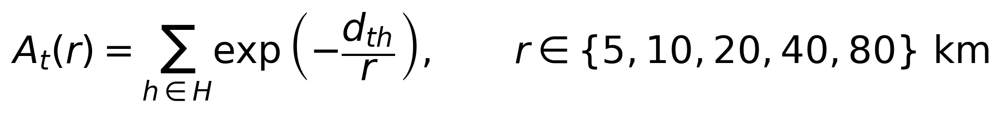 A_t(r) = ∑_{h∈H} exp(−d_{th}/r), r ∈ {5, 10, 20, 40, 80} km